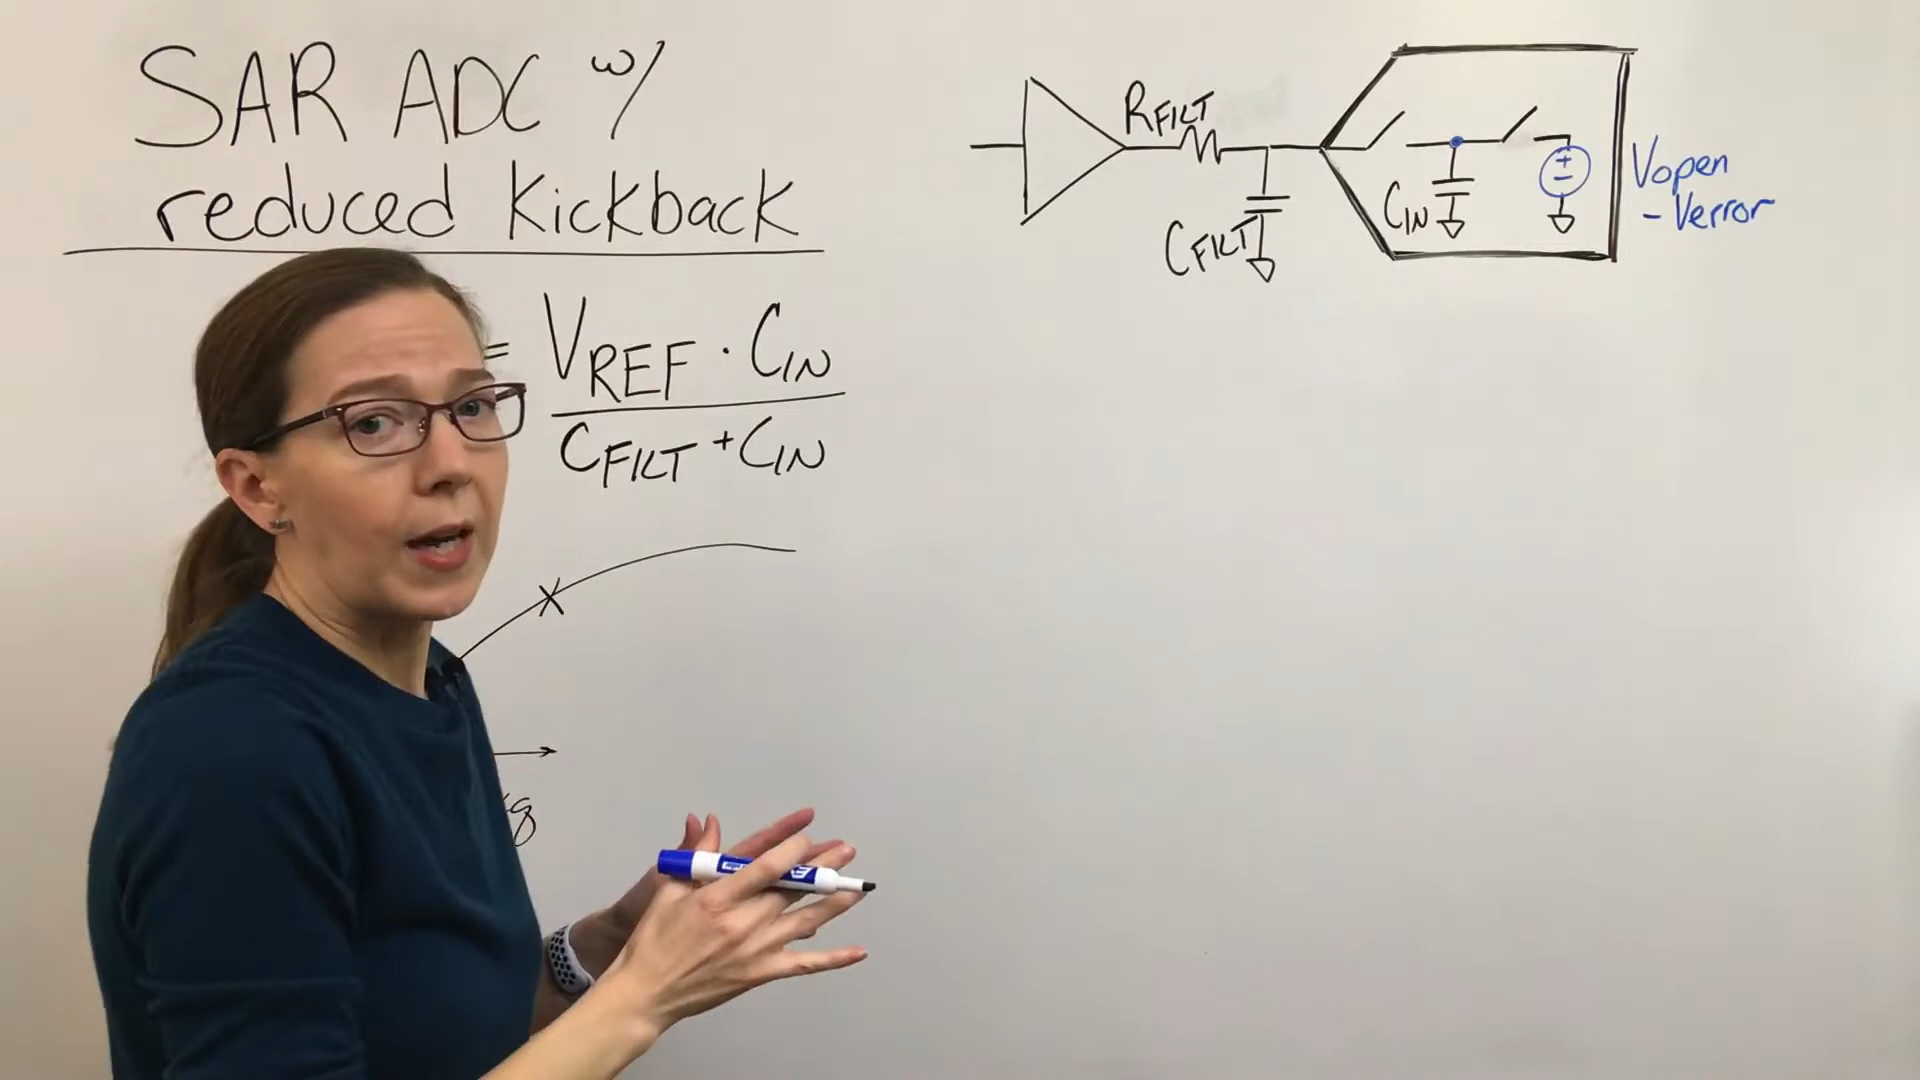 SAR ADC w/
reduced kickback
= VREF · CIN
CFILT + CIN
RFILT
CFILT
CIN
+
-
Vopen
- Verror